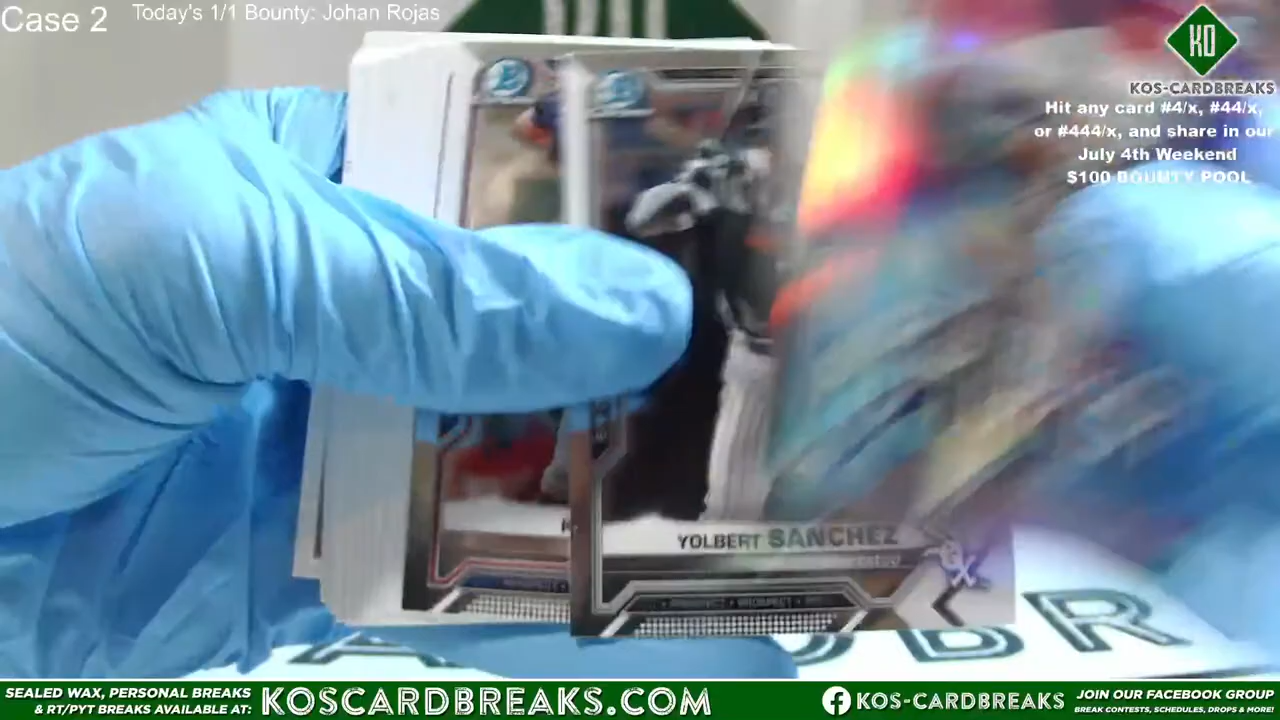 Case 2
Today's 1/1 Bounty: Johan Rojas
KO
KOS-CARDBREAKS
Hit any card #4/x, #44/x,
or #444/x, and share in our
July 4th Weekend
$100 BOUNTY POOL
YOLBERT SANCHEZ
PROSPECT
BR
SEALED WAX, PERSONAL BREAKS
& RT/PYT BREAKS AVAILABLE AT:
KOSCARDBREAKS.COM
KOS-CARDBREAKS
JOIN OUR FACEBOOK GROUP
BREAK CONTESTS, SCHEDULES, DROPS & MORE!